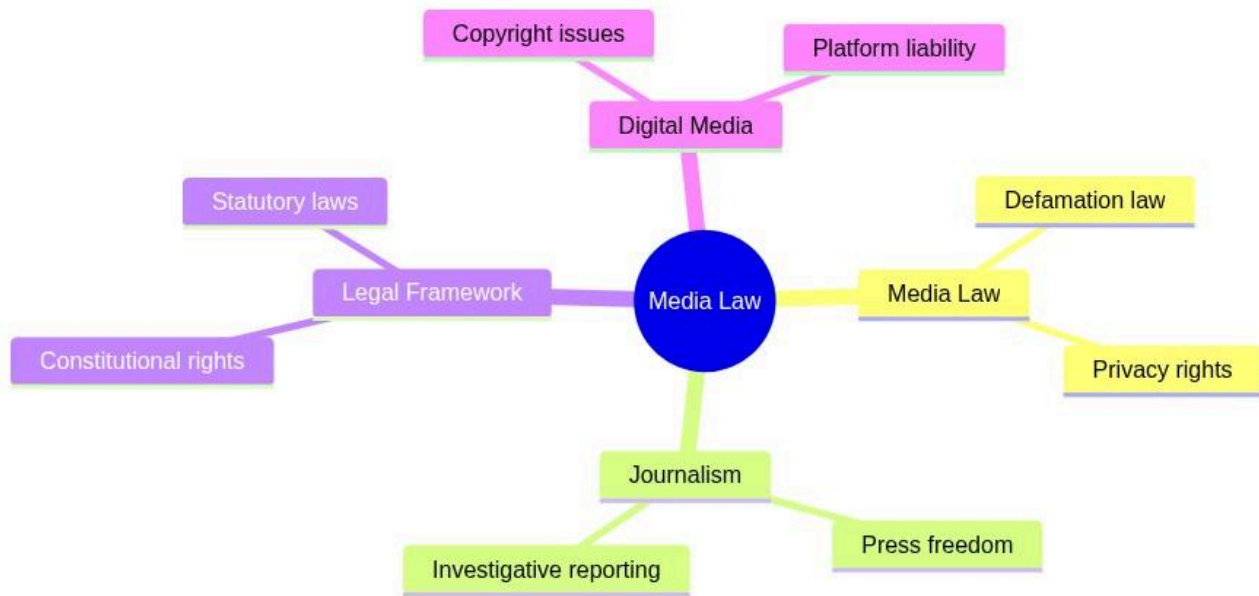 Copyright issues
Platform liability
Digital Media
Statutory laws
Defamation law
Legal Framework
Media Law
Media Law
Constitutional rights
Privacy rights
Journalism
Press freedom
Investigative reporting